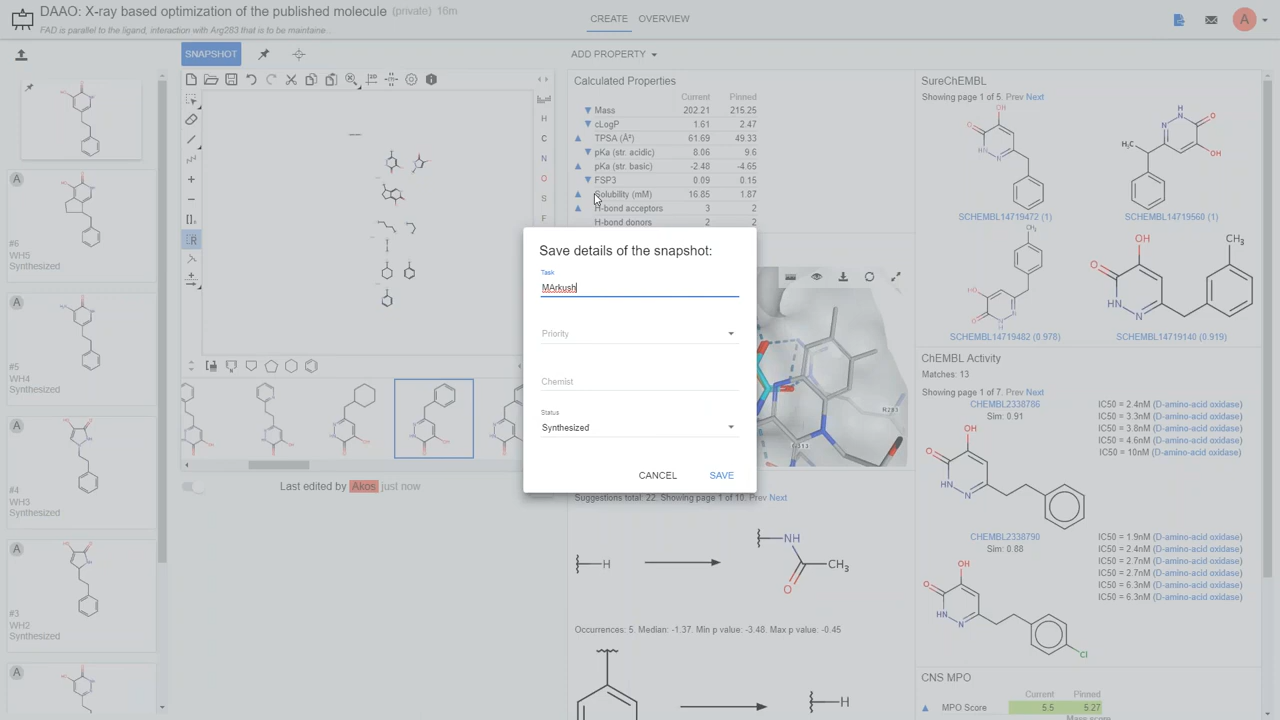 DAAO: X-ray based optimization of the published molecule (private) 16m
FAD is parallel to the ligand, interaction with Arg283 that is to be maintaine...
CREATE OVERVIEW
A
SNAPSHOT
ADD PROPERTY
A
#6
WH5
Synthesized
A
#5
WH4
Synthesized
A
#4
WH3
Synthesized
A
#3
WH2
Synthesized
A
H
C
N
O
S
F
R
Last edited by Akos just now
Calculated Properties
Current Pinned
Mass 202.21 215.25
cLogP 1.61 2.47
TPSA (Å²) 61.69 49.33
pKa (str. acidic) 8.06 9.6
pKa (str. basic) -2.48 -4.65
FSP3 0.09 0.15
Solubility (mM) 16.85 1.87
H-bond acceptors 3 2
H-bond donors 2 2
Save details of the snapshot:
Task
MArkush
Priority
Chemist
Status
Synthesized
CANCEL SAVE
R283
Suggestions total: 22. Showing page 1 of 10. Prev Next
H
NH
CH3
O
Occurrences: 5. Median: -1.37. Min p value: -3.48. Max p value: -0.45
H
SureChEMBL
Showing page 1 of 5. Prev Next
SCHEMBL14719472 (1)
SCHEMBL14719560 (1)
SCHEMBL14719482 (0.978)
SCHEMBL14719140 (0.919)
ChEMBL Activity
Matches: 13
Showing page 1 of 7. Prev Next
CHEMBL2338786
Sim: 0.91
IC50 = 2.4nM (D-amino-acid oxidase)
IC50 = 3.3nM (D-amino-acid oxidase)
IC50 = 3.8nM (D-amino-acid oxidase)
IC50 = 4.6nM (D-amino-acid oxidase)
IC50 = 10nM (D-amino-acid oxidase)
CHEMBL2338790
Sim: 0.88
IC50 = 1.9nM (D-amino-acid oxidase)
IC50 = 2.4nM (D-amino-acid oxidase)
IC50 = 2.7nM (D-amino-acid oxidase)
IC50 = 2.7nM (D-amino-acid oxidase)
IC50 = 6.3nM (D-amino-acid oxidase)
IC50 = 6.3nM (D-amino-acid oxidase)
CNS MPO
Current Pinned
MPO Score 5.5 5.27